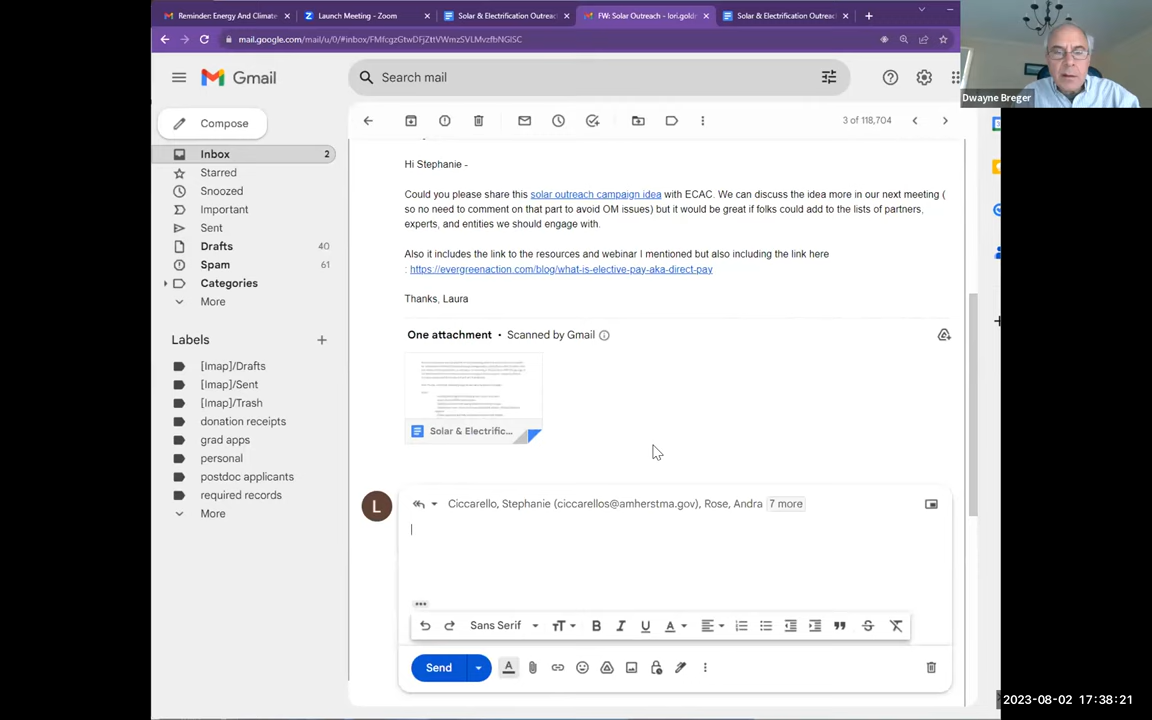 Reminder: Energy And Climate
Launch Meeting - Zoom
Solar & Electrification Outreac
FW: Solar Outreach - lori.goldn
Solar & Electrification Outreac
mail.google.com/mail/u/0/#inbox/FMfcgzGtwDFjZttVWmzSVLMvzfbNGlSC
Dwayne Breger
Gmail
Search mail
3 of 118,704
Compose
Inbox 2
Starred
Snoozed
Important
Sent
Drafts 40
Spam 61
Categories
More
Labels
[Imap]/Drafts
[Imap]/Sent
[Imap]/Trash
donation receipts
grad apps
personal
postdoc applicants
required records
More
Hi Stephanie -
Could you please share this solar outreach campaign idea with ECAC. We can discuss the idea more in our next meeting (
so no need to comment on that part to avoid OM issues) but it would be great if folks could add to the lists of partners,
experts, and entities we should engage with.
Also it includes the link to the resources and webinar I mentioned but also including the link here
: https://evergreenaction.com/blog/what-is-elective-pay-aka-direct-pay
Thanks, Laura
One attachment • Scanned by Gmail
Solar & Electrific...
L
Ciccarello, Stephanie (ciccarellos@amherstma.gov), Rose, Andra 7 more
Sans Serif
Send
2023-08-02 17:38:21